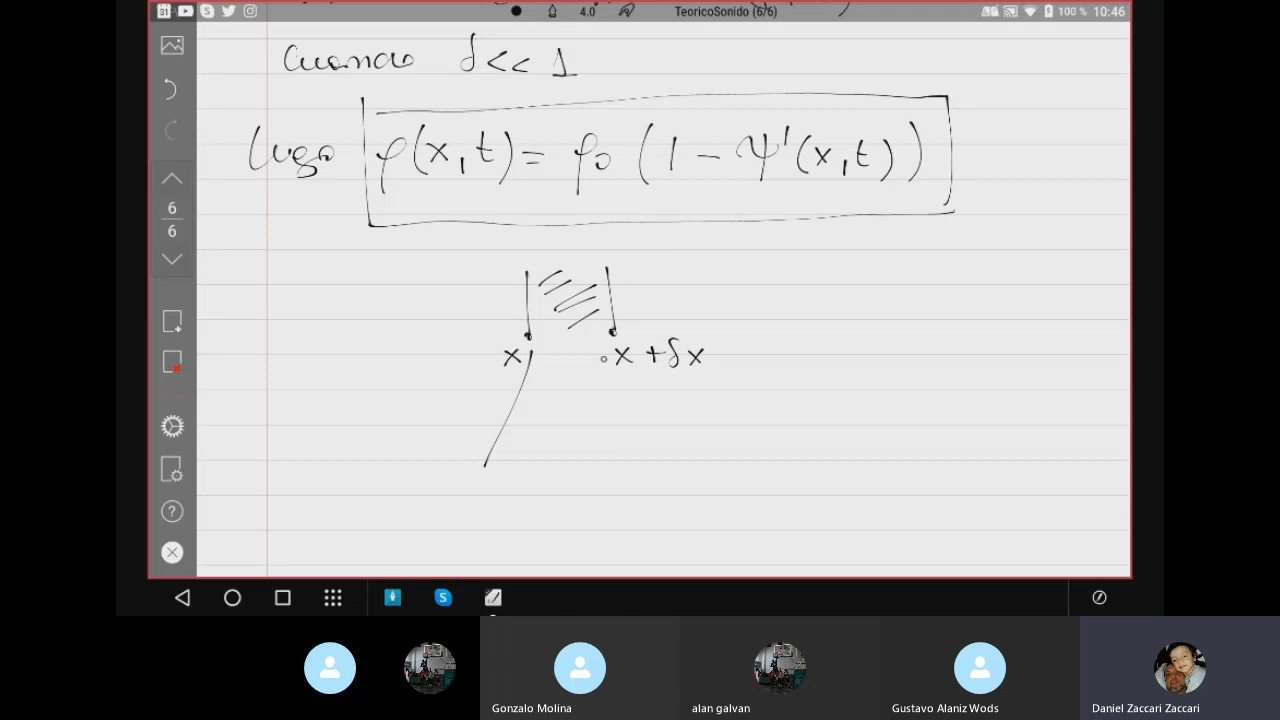 31
4.0
TeoricoSonido (6/6)
100 % 10:46
Cuando δ << 1
luego ρ(x,t) = ρ₀ (1 - ψ'(x,t))
6
6
x x + δx
?
Gonzalo Molina
alan galvan
Gustavo Alaniz Wods
Daniel Zaccari Zaccari